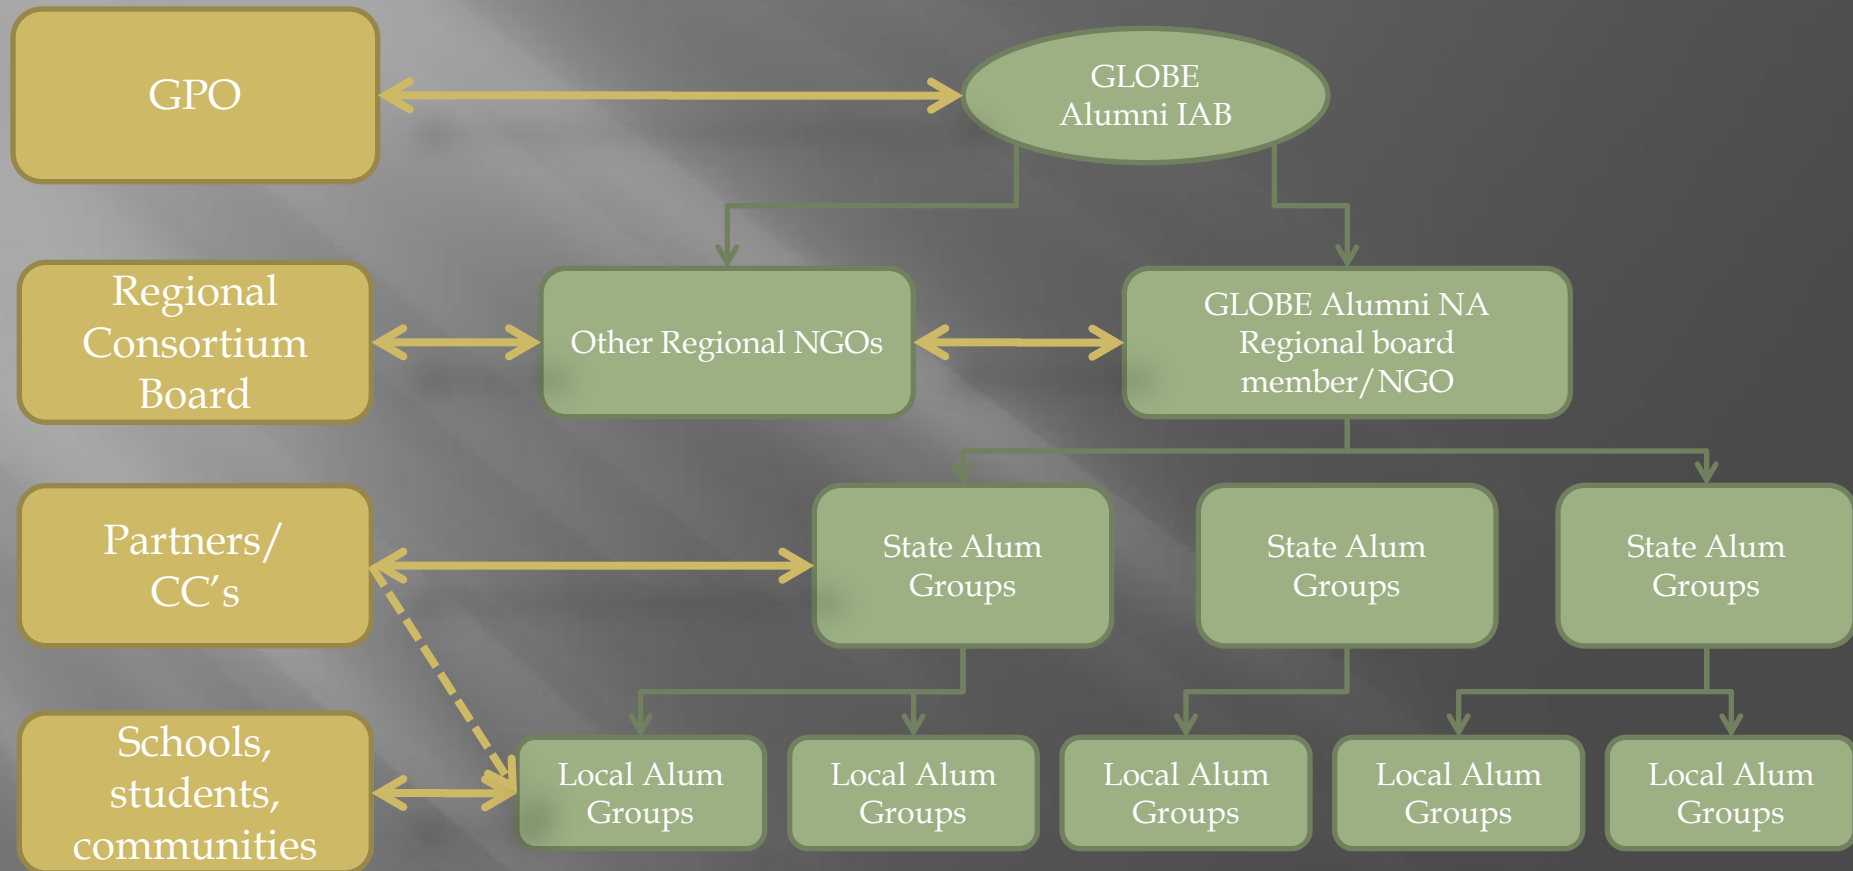 GPO
GLOBE
Alumni IAB
Regional
Consortium
Board
Other Regional NGOs
GLOBE Alumni NA
Regional board
member/NGO
Partners/
CC’s
State Alum
Groups
State Alum
Groups
State Alum
Groups
Schools,
students,
communities
Local Alum
Groups
Local Alum
Groups
Local Alum
Groups
Local Alum
Groups
Local Alum
Groups